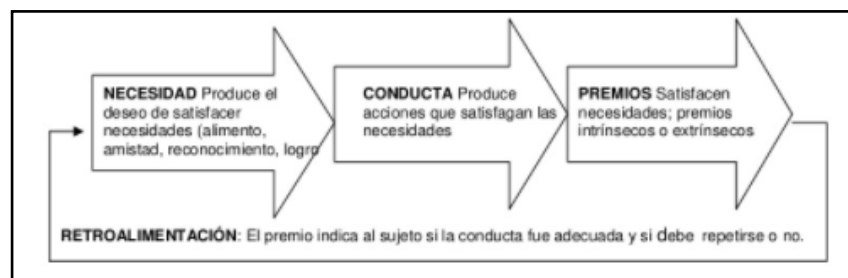 NECESIDAD Produce el
deseo de satisfacer
necesidades (alimento,
amistad, reconocimiento, logro
CONDUCTA Produce
acciones que satisfagan las
necesidades
PREMIOS Satisfacen
necesidades; premios
intrínsecos o extrínsecos
RETROALIMENTACIÓN: El premio indica al sujeto si la conducta fue adecuada y si debe repetirse o no.